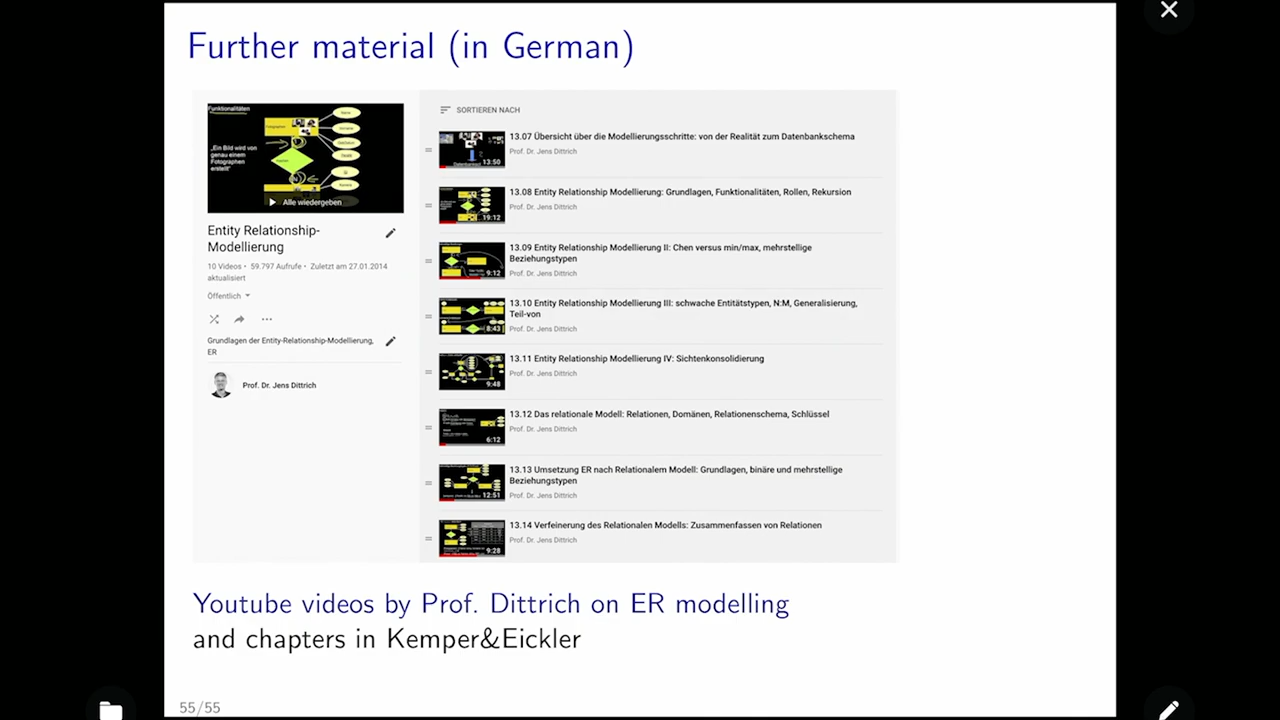 Further material (in German)
Funktionalitäten
„Ein Bild wird von
genau einem
Fotographen
erstellt"
Alle wiedergeben
Entity Relationship-
Modellierung
10 Videos • 59.797 Aufrufe • Zuletzt am 27.01.2014
aktualisiert
Öffentlich
Grundlagen der Entity-Relationship-Modellierung,
ER
Prof. Dr. Jens Dittrich
SORTIEREN NACH
13.07 Übersicht über die Modellierungsschritte: von der Realität zum Datenbankschema
Prof. Dr. Jens Dittrich
13:50
13.08 Entity Relationship Modellierung: Grundlagen, Funktionalitäten, Rollen, Rekursion
Prof. Dr. Jens Dittrich
19:12
13.09 Entity Relationship Modellierung II: Chen versus min/max, mehrstellige
Beziehungstypen
Prof. Dr. Jens Dittrich
9:12
13.10 Entity Relationship Modellierung III: schwache Entitätstypen, N:M, Generalisierung,
Teil-von
Prof. Dr. Jens Dittrich
8:43
13.11 Entity Relationship Modellierung IV: Sichtenkonsolidierung
Prof. Dr. Jens Dittrich
9:48
13.12 Das relationale Modell: Relationen, Domänen, Relationenschema, Schlüssel
Prof. Dr. Jens Dittrich
6:12
13.13 Umsetzung ER nach Relationalem Modell: Grundlagen, binäre und mehrstellige
Beziehungstypen
Prof. Dr. Jens Dittrich
12:51
13.14 Verfeinerung des Relationalen Modells: Zusammenfassen von Relationen
Prof. Dr. Jens Dittrich
9:28
Youtube videos by Prof. Dittrich on ER modelling
and chapters in Kemper&Eickler
55/55